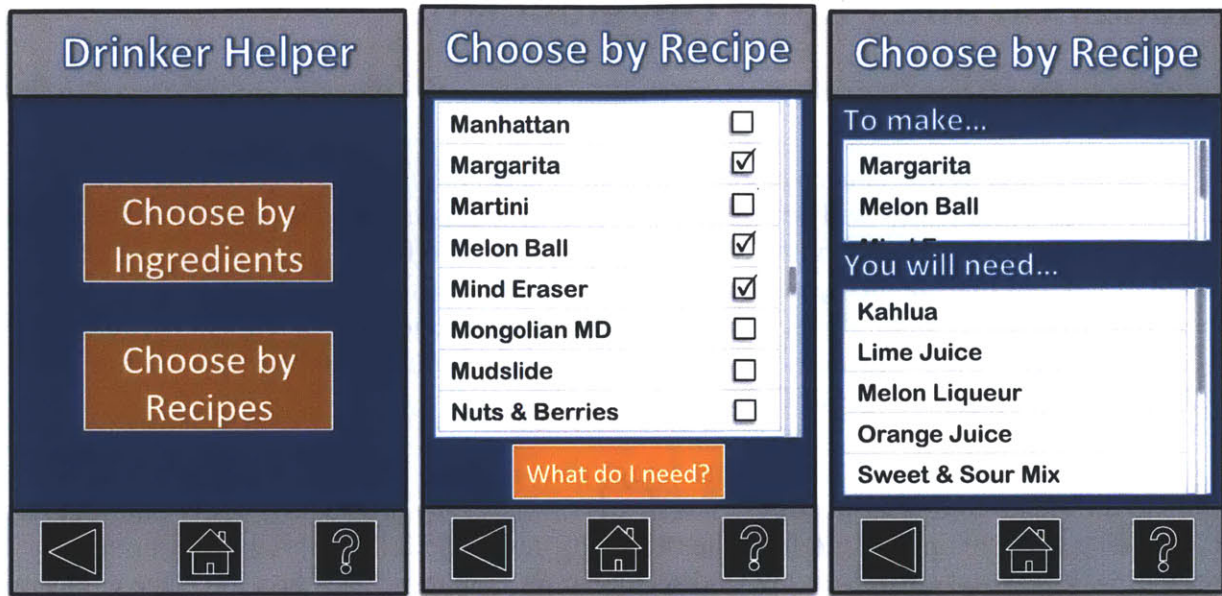 Drinker Helper
Choose by
Ingredients
Choose by
Recipes
Choose by Recipe
Manhattan
Margarita
Martini
Melon Ball
Mind Eraser
Mongolian MD
Mudslide
Nuts & Berries
What do I need?
?
Choose by Recipe
To make...
Margarita
Melon Ball
You will need...
Kahlua
Lime Juice
Melon Liqueur
Orange Juice
Sweet & Sour Mix
?